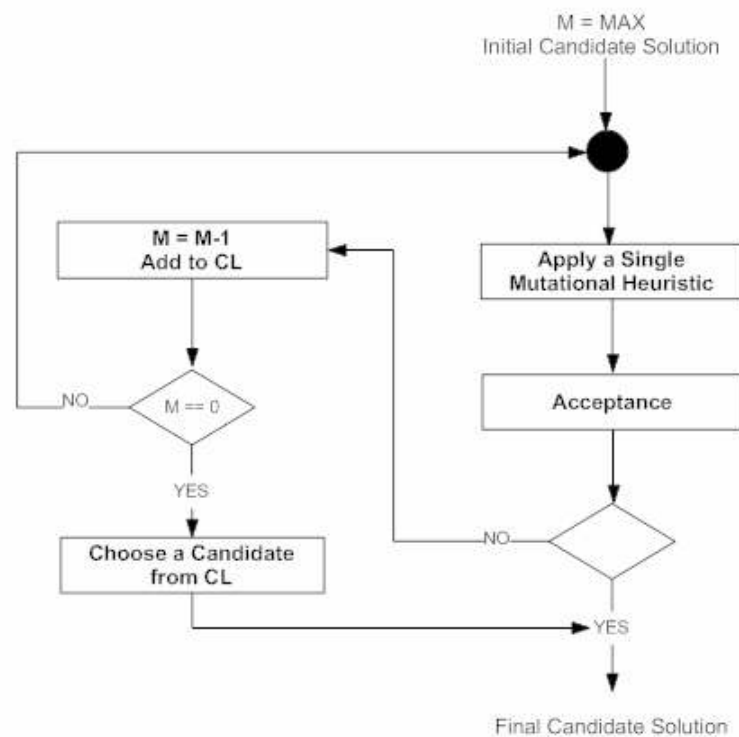 M = MAX
Initial Candidate Solution
M = M-1
Add to CL
Apply a Single
Mutational Heuristic
NO
M == 0
Acceptance
YES
NO
Choose a Candidate
from CL
YES
Final Candidate Solution